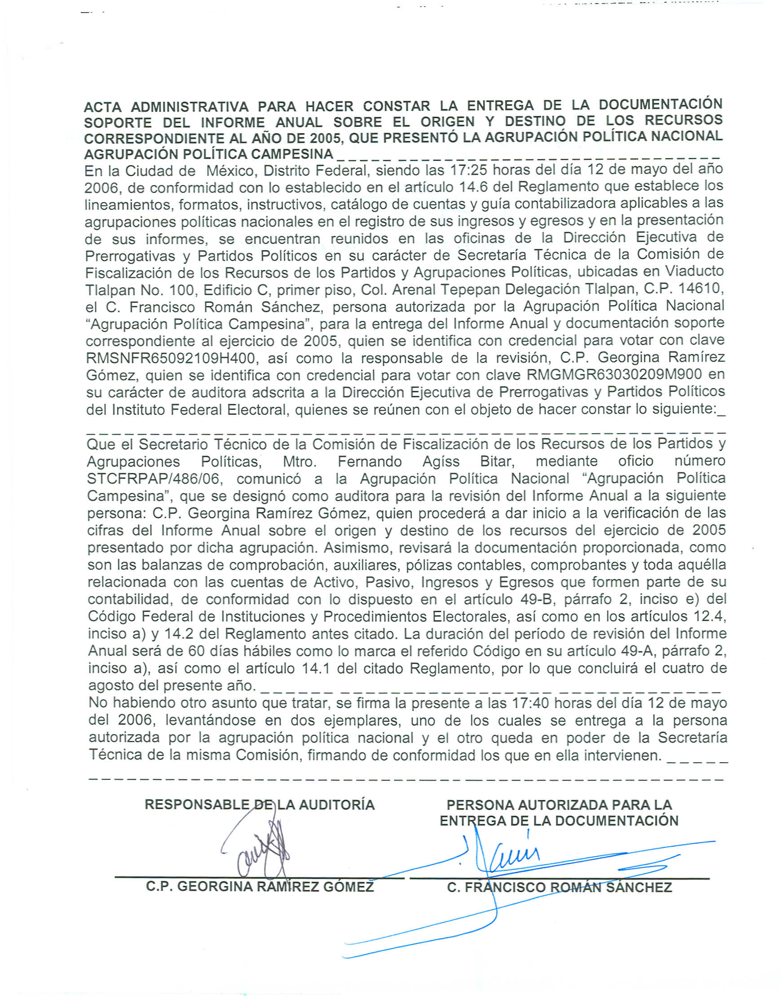 ACTA ADMINISTRATIVA PARA HACER CONSTAR LA ENTREGA DE LA DOCUMENTACIÓN
SOPORTE DEL INFORME ANUAL SOBRE EL ORIGEN Y DESTINO DE LOS RECURSOS
CORRESPONDIENTE AL AÑO DE 2005, QUE PRESENTÓ LA AGRUPACIÓN POLÍTICA NACIONAL
AGRUPACIÓN POLÍTICA CAMPESINA
En la Ciudad de México, Distrito Federal, siendo las 17:25 horas del día 12 de mayo del año
2006, de conformidad con lo establecido en el artículo 14.6 del Reglamento que establece los
lineamientos, formatos, instructivos, catálogo de cuentas y guía contabilizadora aplicables a las
agrupaciones políticas nacionales en el registro de sus ingresos y egresos y en la presentación
de sus informes, se encuentran reunidos en las oficinas de la Dirección Ejecutiva de
Prerrogativas y Partidos Políticos en su carácter de Secretaría Técnica de la Comisión de
Fiscalización de los Recursos de los Partidos y Agrupaciones Políticas, ubicadas en Viaducto
Tlalpan No. 100, Edificio C, primer piso, Col. Arenal Tepepan Delegación Tlalpan, C.P. 14610,
el C. Francisco Román Sánchez, persona autorizada por la Agrupación Política Nacional
“Agrupación Política Campesina”, para la entrega del Informe Anual y documentación soporte
correspondiente al ejercicio de 2005, quien se identifica con credencial para votar con clave
RMSNFR65092109H400, así como la responsable de la revisión, C.P. Georgina Ramírez
Gómez, quien se identifica con credencial para votar con clave RMGMGR63030209M900 en
su carácter de auditora adscrita a la Dirección Ejecutiva de Prerrogativas y Partidos Políticos
del Instituto Federal Electoral, quienes se reúnen con el objeto de hacer constar lo siguiente:_
Que el Secretario Técnico de la Comisión de Fiscalización de los Recursos de los Partidos y
Agrupaciones Políticas, Mtro. Fernando Agíss Bitar, mediante oficio número
STCFRPAP/486/06, comunicó a la Agrupación Política Nacional “Agrupación Política
Campesina”, que se designó como auditora para la revisión del Informe Anual a la siguiente
persona: C.P. Georgina Ramírez Gómez, quien procederá a dar inicio a la verificación de las
cifras del Informe Anual sobre el origen y destino de los recursos del ejercicio de 2005
presentado por dicha agrupación. Asimismo, revisará la documentación proporcionada, como
son las balanzas de comprobación, auxiliares, pólizas contables, comprobantes y toda aquélla
relacionada con las cuentas de Activo, Pasivo, Ingresos y Egresos que formen parte de su
contabilidad, de conformidad con lo dispuesto en el artículo 49-B, párrafo 2, inciso e) del
Código Federal de Instituciones y Procedimientos Electorales, así como en los artículos 12.4,
inciso a) y 14.2 del Reglamento antes citado. La duración del período de revisión del Informe
Anual será de 60 días hábiles como lo marca el referido Código en su artículo 49-A, párrafo 2,
inciso a), así como el artículo 14.1 del citado Reglamento, por lo que concluirá el cuatro de
agosto del presente año.
No habiendo otro asunto que tratar, se firma la presente a las 17:40 horas del día 12 de mayo
del 2006, levantándose en dos ejemplares, uno de los cuales se entrega a la persona
autorizada por la agrupación política nacional y el otro queda en poder de la Secretaría
Técnica de la misma Comisión, firmando de conformidad los que en ella intervienen.
RESPONSABLE DE LA AUDITORÍA
C.P. GEORGINA RAMÍREZ GÓMEZ
PERSONA AUTORIZADA PARA LA
ENTREGA DE LA DOCUMENTACIÓN
C. FRANCISCO ROMÁN SÁNCHEZ